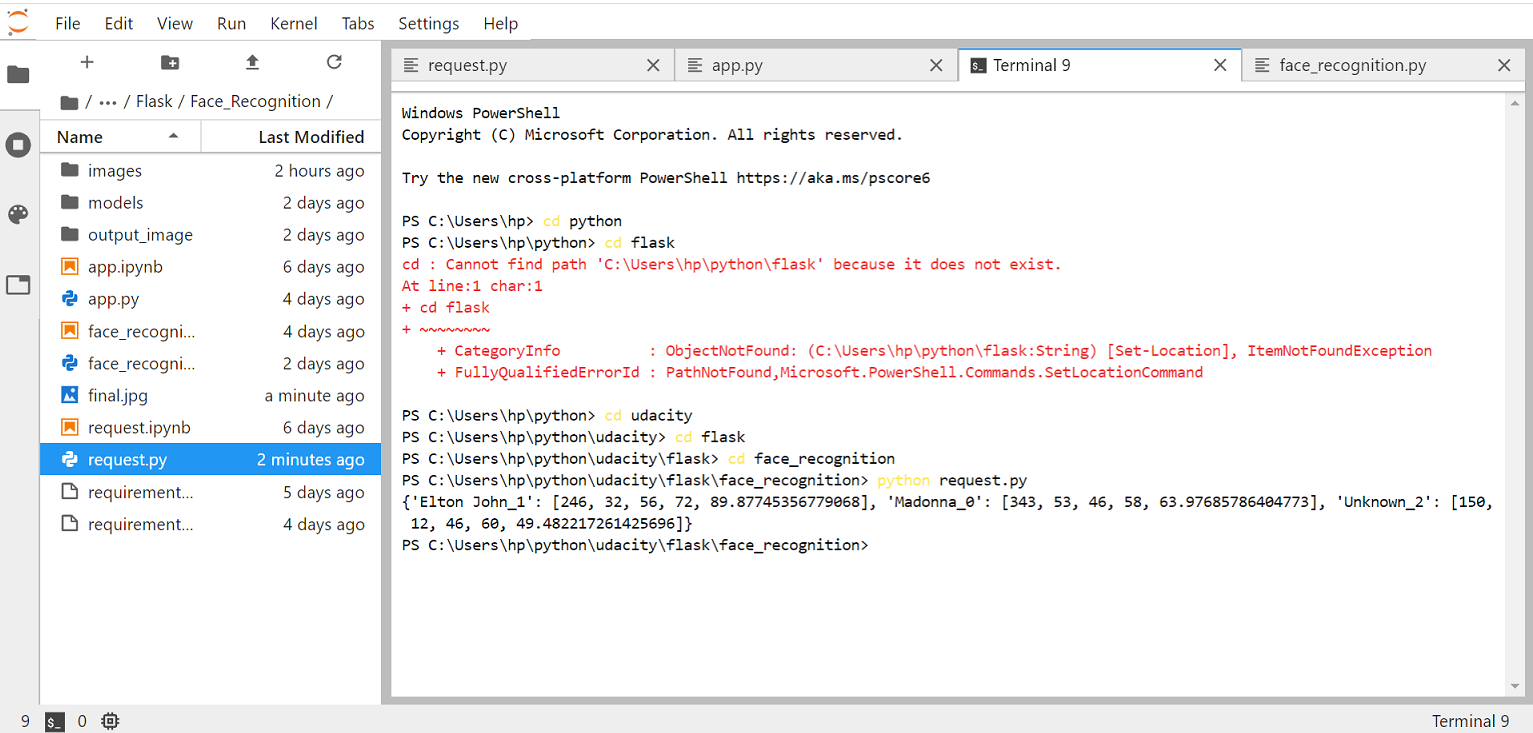 File Edit View Run Kernel Tabs Settings Help
request.py app.py Terminal 9 face_recognition.py
/ ··· / Flask / Face_Recognition /
Name Last Modified
images 2 hours ago
models 2 days ago
output_image 2 days ago
app.ipynb 6 days ago
app.py 4 days ago
face_recogni... 4 days ago
face_recogni... 2 days ago
final.jpg a minute ago
request.ipynb 6 days ago
request.py 2 minutes ago
requirement... 5 days ago
requirement... 4 days ago
Windows PowerShell
Copyright (C) Microsoft Corporation. All rights reserved.
Try the new cross-platform PowerShell https://aka.ms/pscore6
PS C:\Users\hp> cd python
PS C:\Users\hp\python> cd flask
cd : Cannot find path 'C:\Users\hp\python\flask' because it does not exist.
At line:1 char:1
+ cd flask
+ ~~~~~~~~
+ CategoryInfo : ObjectNotFound: (C:\Users\hp\python\flask:String) [Set-Location], ItemNotFoundException
+ FullyQualifiedErrorId : PathNotFound,Microsoft.PowerShell.Commands.SetLocationCommand
PS C:\Users\hp\python> cd udacity
PS C:\Users\hp\python\udacity> cd flask
PS C:\Users\hp\python\udacity\flask> cd face_recognition
PS C:\Users\hp\python\udacity\flask\face_recognition> python request.py
{'Elton John_1': [246, 32, 56, 72, 89.87745356779068], 'Madonna_0': [343, 53, 46, 58, 63.97685786404773], 'Unknown_2': [150,
12, 46, 60, 49.482217261425696]}
PS C:\Users\hp\python\udacity\flask\face_recognition>
9 $_ 0 Terminal 9